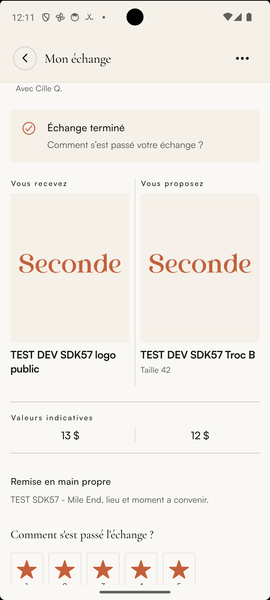 12:11
Mon échange
Avec Cille Q.
Échange terminé
Comment s'est passé votre échange ?
Vous recevez
Vous proposez
Seconde
Seconde
TEST DEV SDK57 logo
public
TEST DEV SDK57 Troc B
Taille 42
Valeurs indicatives
13 $
12 $
Remise en main propre
TEST SDK57 - Mile End, lieu et moment a convenir.
Comment s'est passé l'échange ?